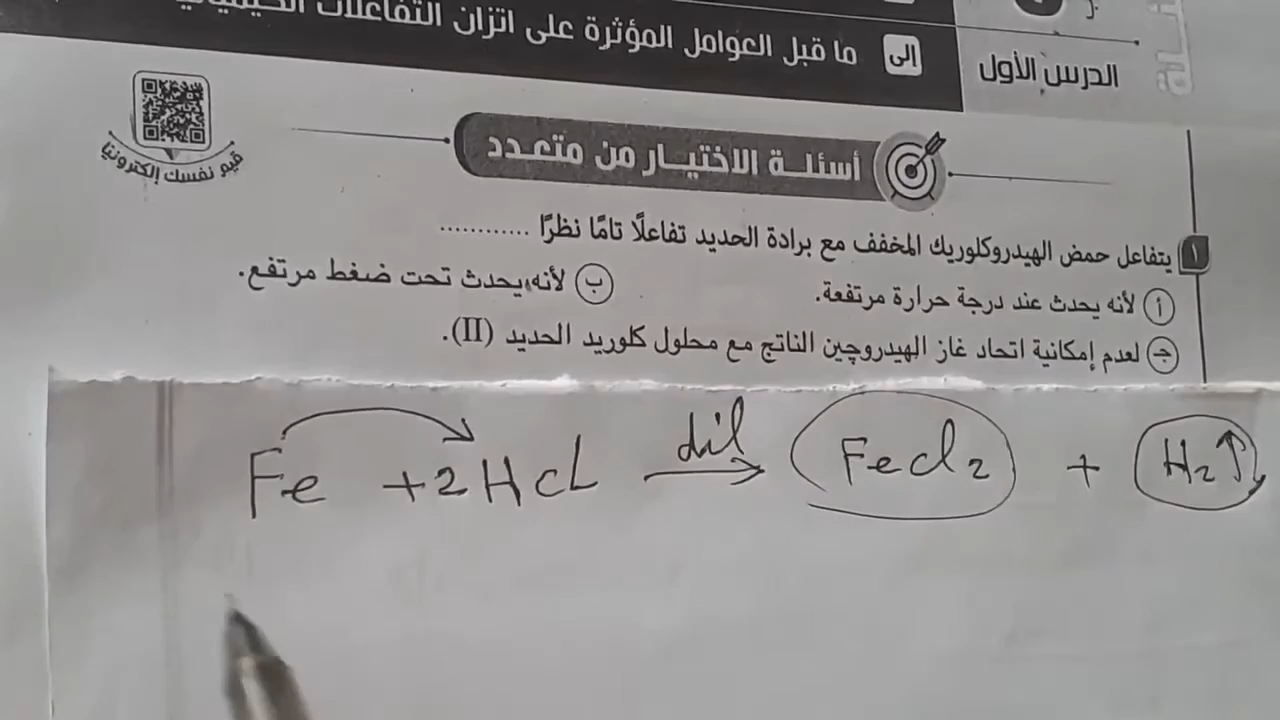 إلى ما قبل العوامل المؤثرة على اتزان التفاعلات
الدرس الأول
قيم نفسك إلكترونيًا
أسئلة الاختيار من متعدد
١ يتفاعل حمض الهيدروكلوريك المخفف مع برادة الحديد تفاعلًا تامًا نظرًا ............
أ لأنه يحدث عند درجة حرارة مرتفعة. ب لأنه يحدث تحت ضغط مرتفع.
جـ لعدم إمكانية اتحاد غاز الهيدروچين الناتج مع محلول كلوريد الحديد (II).
Fe + 2HCl dil → FeCl₂ + H₂↑